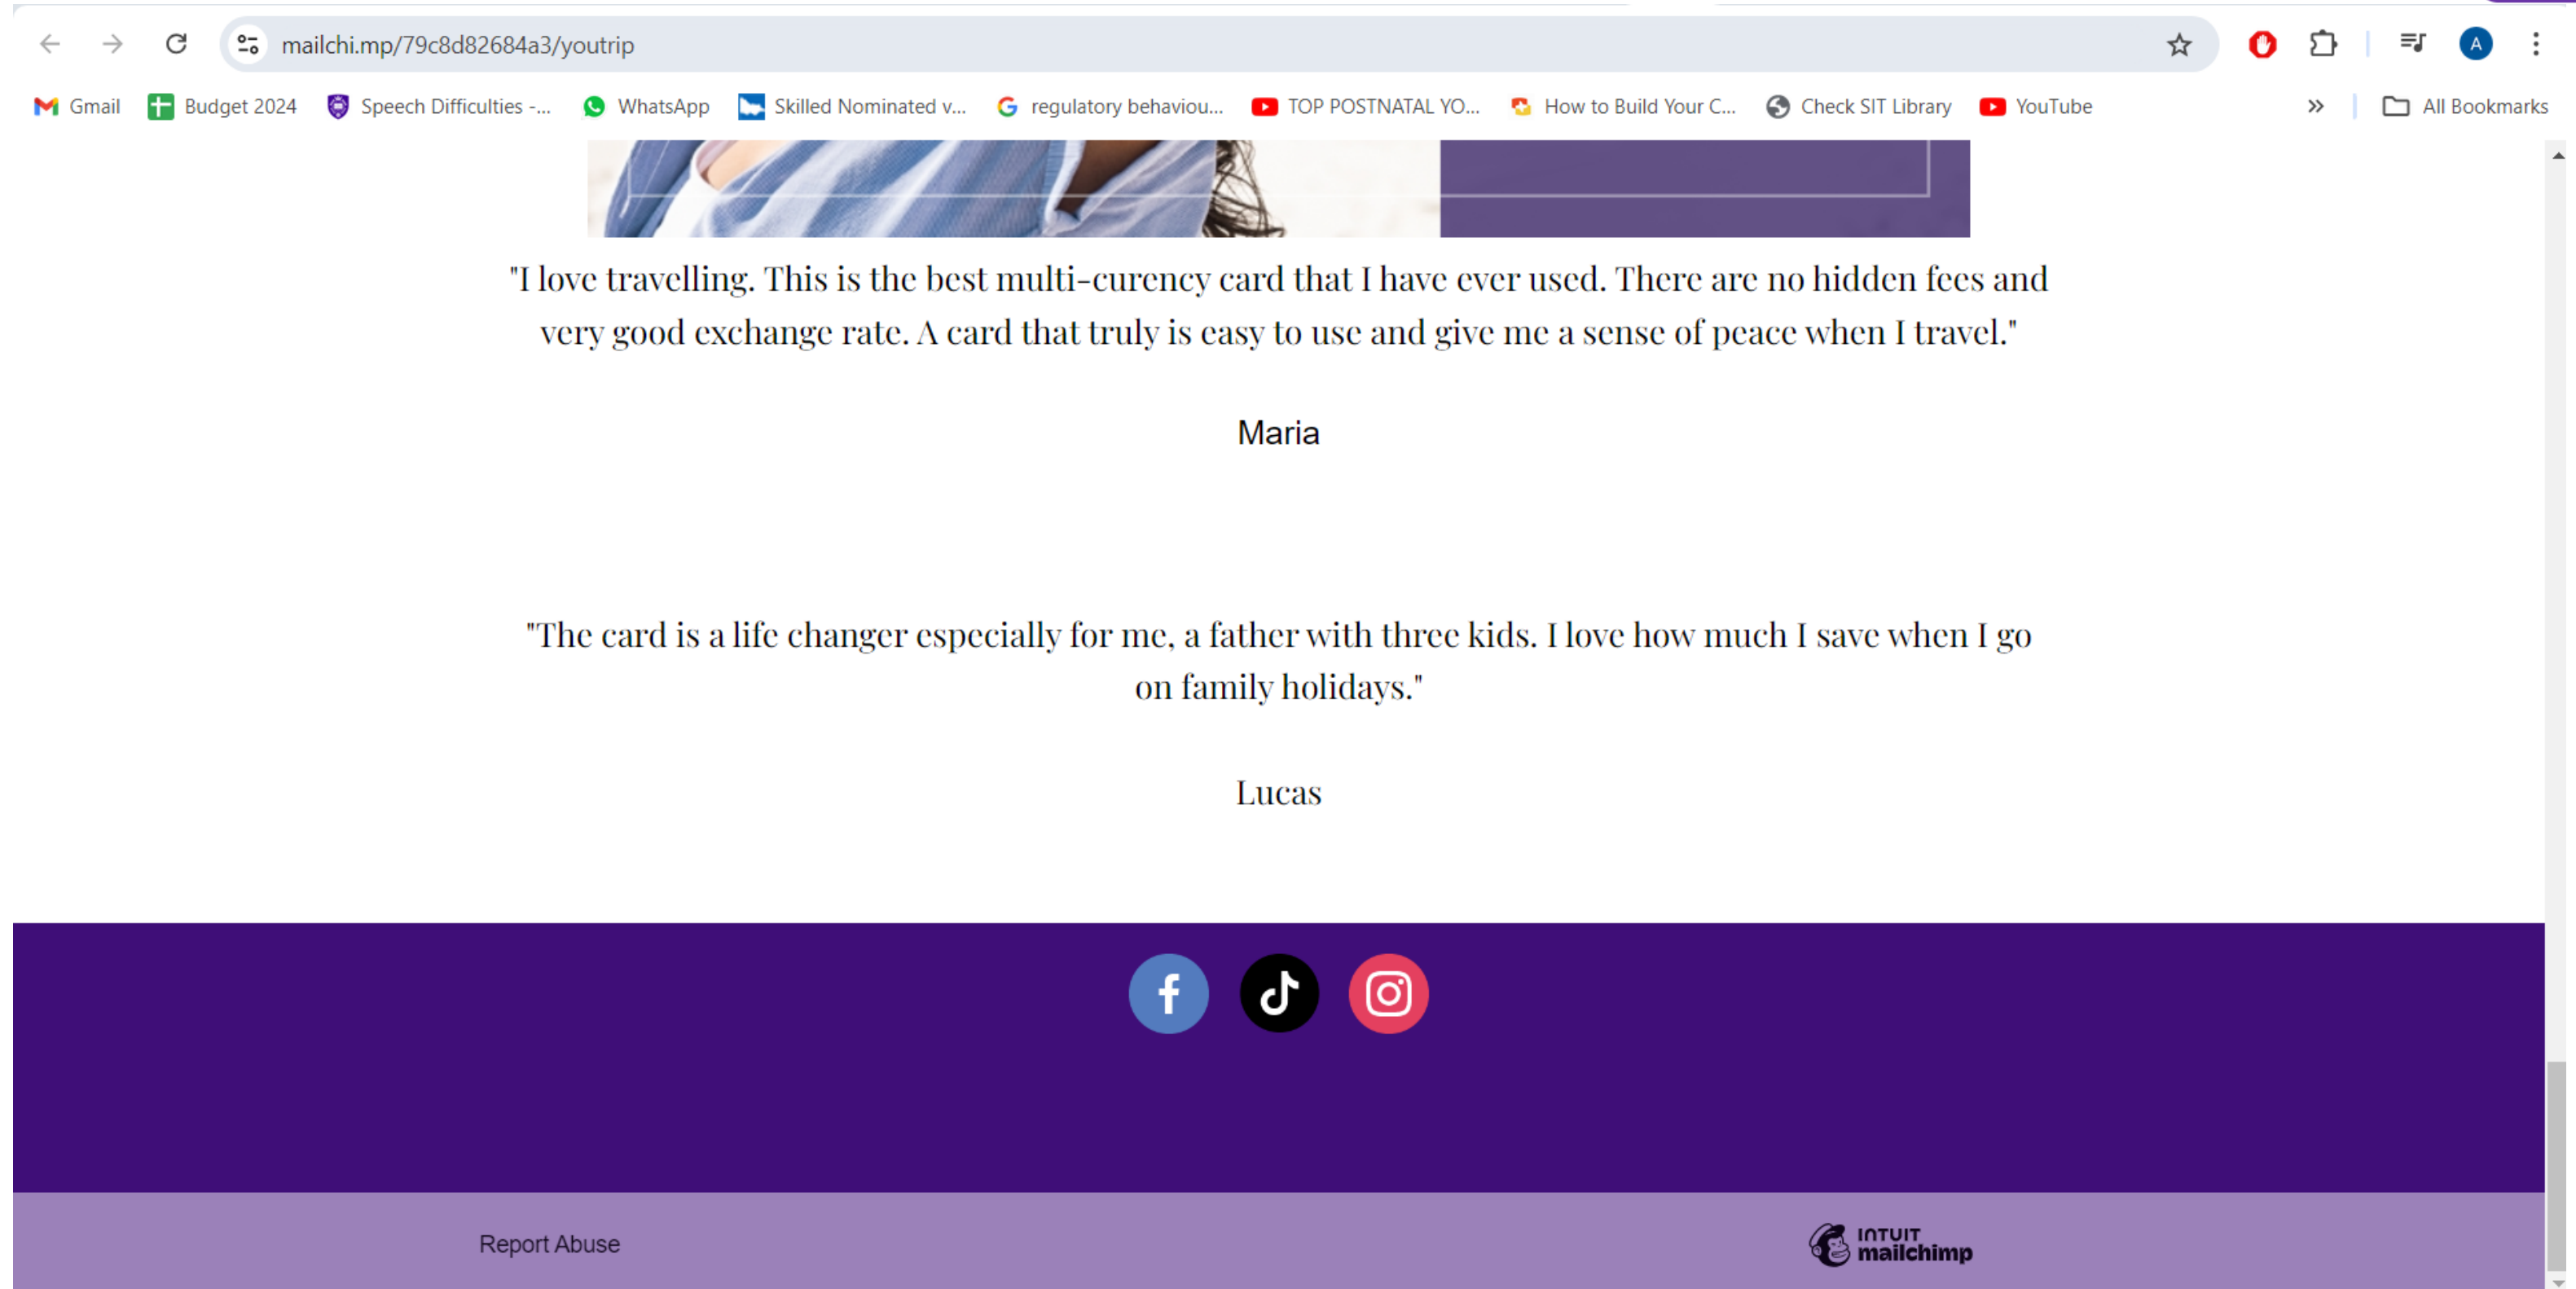 mailchi.mp/79c8d82684a3/youtrip
A
Gmail Budget 2024 Speech Difficulties -... WhatsApp Skilled Nominated v... regulatory behaviou... TOP POSTNATAL YO... How to Build Your C... Check SIT Library YouTube All Bookmarks
"I love travelling. This is the best multi-curency card that I have ever used. There are no hidden fees and
very good exchange rate. A card that truly is easy to use and give me a sense of peace when I travel."
Maria
"The card is a life changer especially for me, a father with three kids. I love how much I save when I go
on family holidays."
Lucas
Report Abuse
INTUIT
mailchimp